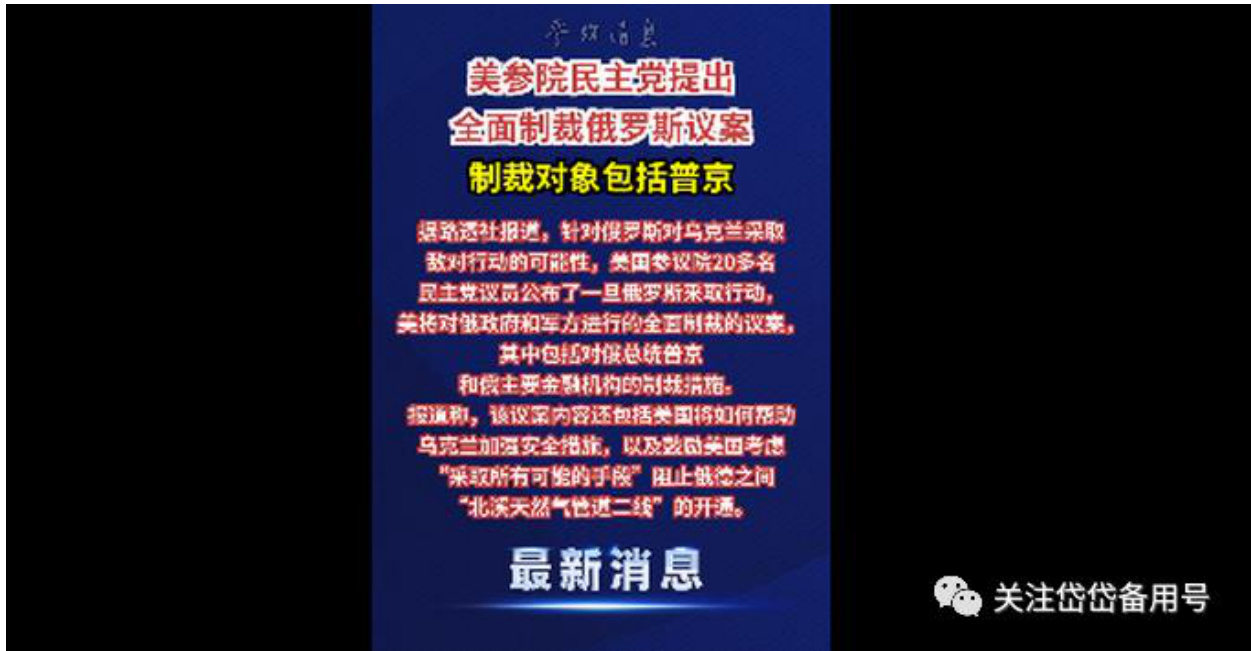 参考消息
美参院民主党提出
全面制裁俄罗斯议案
制裁对象包括普京
据路透社报道，针对俄罗斯对乌克兰采取
敌对行动的可能性，美国参议院20多名
民主党议员公布了一旦俄罗斯采取行动，
美将对俄政府和军方进行的全面制裁的议案，
其中包括对俄总统普京
和俄主要金融机构的制裁措施。
报道称，该议案内容还包括美国将如何帮助
乌克兰加强安全措施，以及鼓励美国考虑
“采取所有可能的手段”阻止俄德之间
“北溪天然气管道二线”的开通。
最新消息
关注岱岱备用号